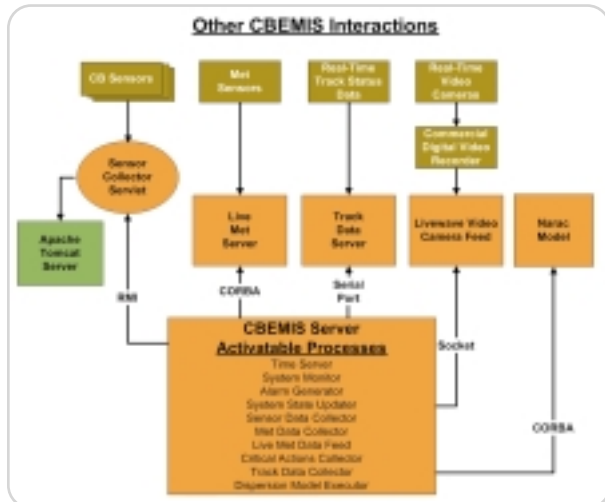 Other CBEMIS Interactions
CB Sensors
Met
Sensors
Real-Time
Track Status
Data
Real-Time
Video
Cameras
Commercial
Digital Video
Recorder
Sensor
Collector
Servlet
Apache
Tomcat
Server
Line
Met
Server
Track
Data
Server
Livewave Video
Camera Feed
Narac
Model
RMI
CORBA
Serial
Port
Socket
CORBA
CBEMIS Server
Activatable Processes
Time Server
System Monitor
Alarm Generator
System State Updater
Sensor Data Collector
Met Data Collector
Live Met Data Feed
Critical Actions Collector
Track Data Collector
Dispersion Model Executor